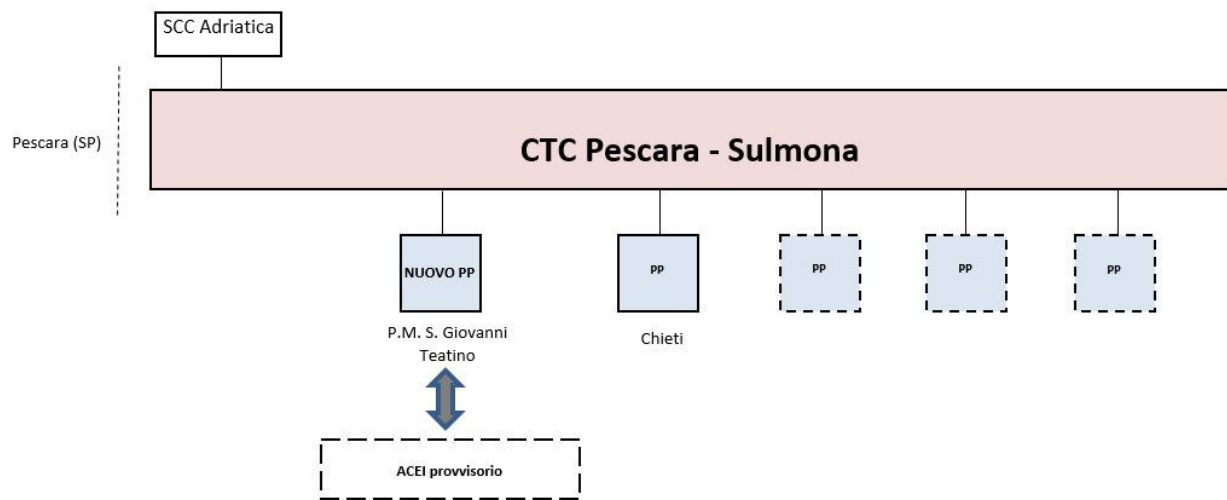 SCC Adriatica
Pescara (SP)
CTC Pescara - Sulmona
NUOVO PP
PP
PP
PP
PP
P.M. S. Giovanni
Teatino
Chieti
ACEI provvisorio